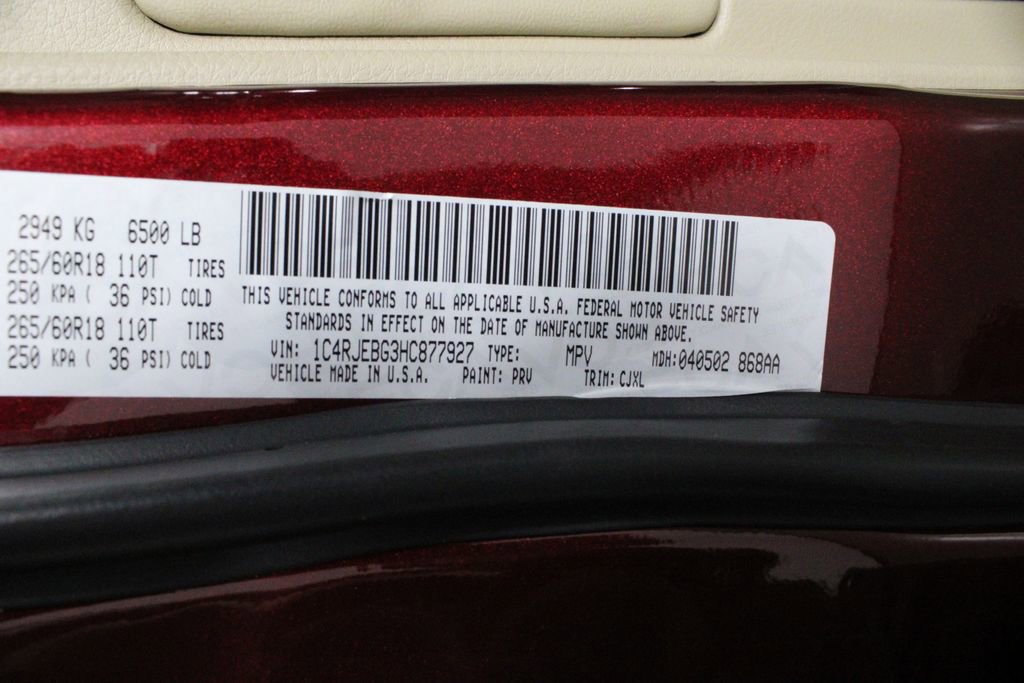 2949 KG 6500 LB
265/60R18 110T TIRES
250 KPA ( 36 PSI) COLD
265/60R18 110T TIRES
250 KPA ( 36 PSI) COLD
THIS VEHICLE CONFORMS TO ALL APPLICABLE U.S.A. FEDERAL MOTOR VEHICLE SAFETY
STANDARDS IN EFFECT ON THE DATE OF MANUFACTURE SHOWN ABOVE.
VIN: 1C4RJEBG3HC877927 TYPE: MPV MDH:040502 868AA
VEHICLE MADE IN U.S.A. PAINT: PRV TRIM: CJXL